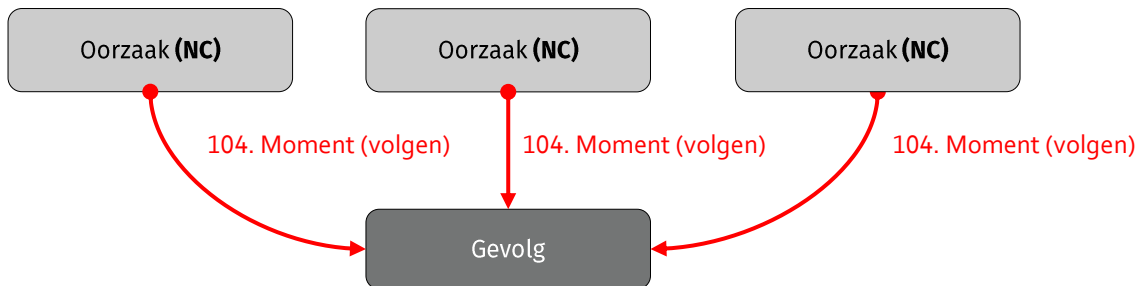 Oorzaak (NC)
Oorzaak (NC)
Oorzaak (NC)
104. Moment (volgen)
104. Moment (volgen)
104. Moment (volgen)
Gevolg